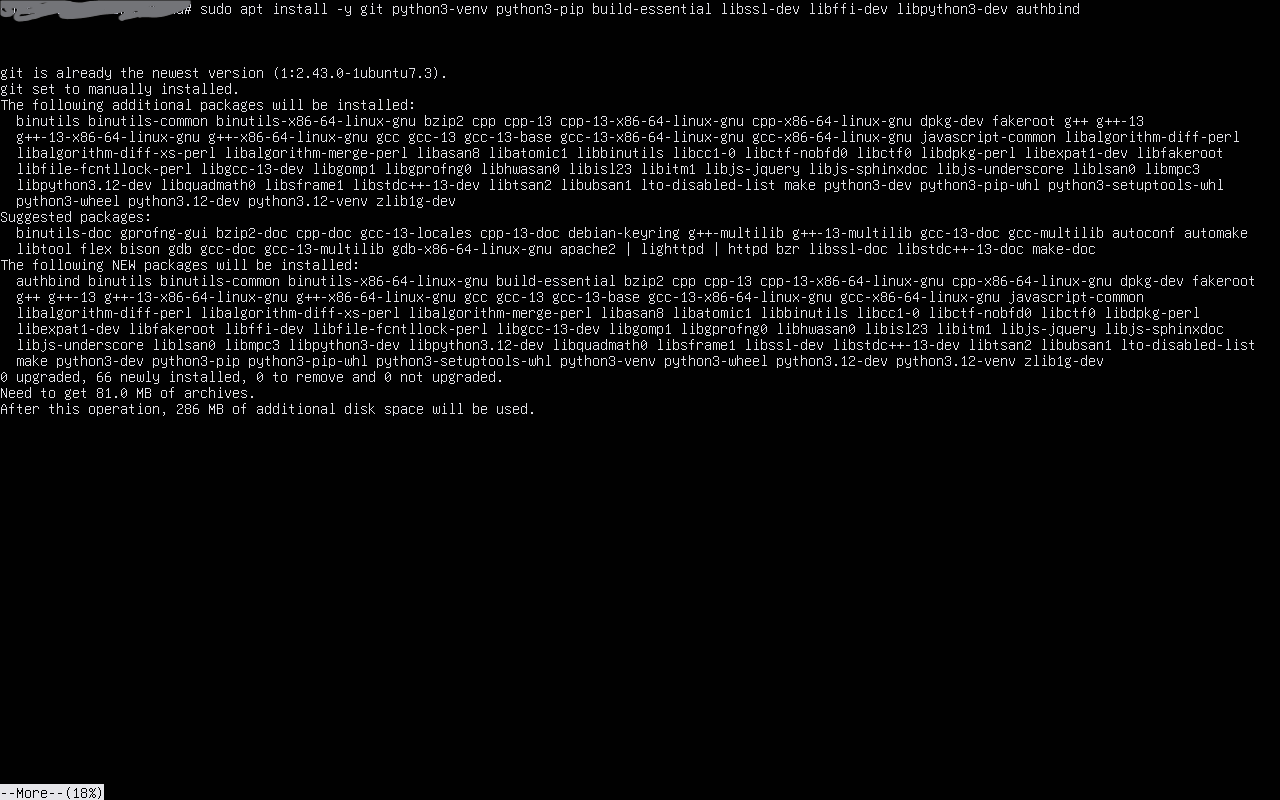 # sudo apt install -y git python3-venv python3-pip build-essential libssl-dev libffi-dev libpython3-dev authbind
git is already the newest version (1:2.43.0-1ubuntu7.3).
git set to manually installed.
The following additional packages will be installed:
binutils binutils-common binutils-x86-64-linux-gnu bzip2 cpp cpp-13 cpp-13-x86-64-linux-gnu cpp-x86-64-linux-gnu dpkg-dev fakeroot g++ g++-13
g++-13-x86-64-linux-gnu g++-x86-64-linux-gnu gcc gcc-13 gcc-13-base gcc-13-x86-64-linux-gnu gcc-x86-64-linux-gnu javascript-common libalgorithm-diff-perl
libalgorithm-diff-xs-perl libalgorithm-merge-perl libasan8 libatomic1 libbinutils libcc1-0 libctf-nobfd0 libctf0 libdpkg-perl libexpat1-dev libfakeroot
libfile-fcntllock-perl libgcc-13-dev libgomp1 libgprofng0 libhwasan0 libisl23 libitm1 libjs-jquery libjs-sphinxdoc libjs-underscore liblsan0 libmpc3
libpython3.12-dev libquadmath0 libsframe1 libstdc++-13-dev libtsan2 libubsan1 lto-disabled-list make python3-dev python3-pip-whl python3-setuptools-whl
python3-wheel python3.12-dev python3.12-venv zlib1g-dev
Suggested packages:
binutils-doc gprofng-gui bzip2-doc cpp-doc gcc-13-locales cpp-13-doc debian-keyring g++-multilib g++-13-multilib gcc-13-doc gcc-multilib autoconf automake
libtool flex bison gdb gcc-doc gcc-13-multilib gdb-x86-64-linux-gnu apache2 | lighttpd | httpd bzr libssl-doc libstdc++-13-doc make-doc
The following NEW packages will be installed:
authbind binutils binutils-common binutils-x86-64-linux-gnu build-essential bzip2 cpp cpp-13 cpp-13-x86-64-linux-gnu cpp-x86-64-linux-gnu dpkg-dev fakeroot
g++ g++-13 g++-13-x86-64-linux-gnu g++-x86-64-linux-gnu gcc gcc-13 gcc-13-base gcc-13-x86-64-linux-gnu gcc-x86-64-linux-gnu javascript-common
libalgorithm-diff-perl libalgorithm-diff-xs-perl libalgorithm-merge-perl libasan8 libatomic1 libbinutils libcc1-0 libctf-nobfd0 libctf0 libdpkg-perl
libexpat1-dev libfakeroot libffi-dev libfile-fcntllock-perl libgcc-13-dev libgomp1 libgprofng0 libhwasan0 libisl23 libitm1 libjs-jquery libjs-sphinxdoc
libjs-underscore liblsan0 libmpc3 libpython3-dev libpython3.12-dev libquadmath0 libsframe1 libssl-dev libstdc++-13-dev libtsan2 libubsan1 lto-disabled-list
make python3-dev python3-pip python3-pip-whl python3-setuptools-whl python3-venv python3-wheel python3.12-dev python3.12-venv zlib1g-dev
0 upgraded, 66 newly installed, 0 to remove and 0 not upgraded.
Need to get 81.0 MB of archives.
After this operation, 286 MB of additional disk space will be used.
--More--(18%)